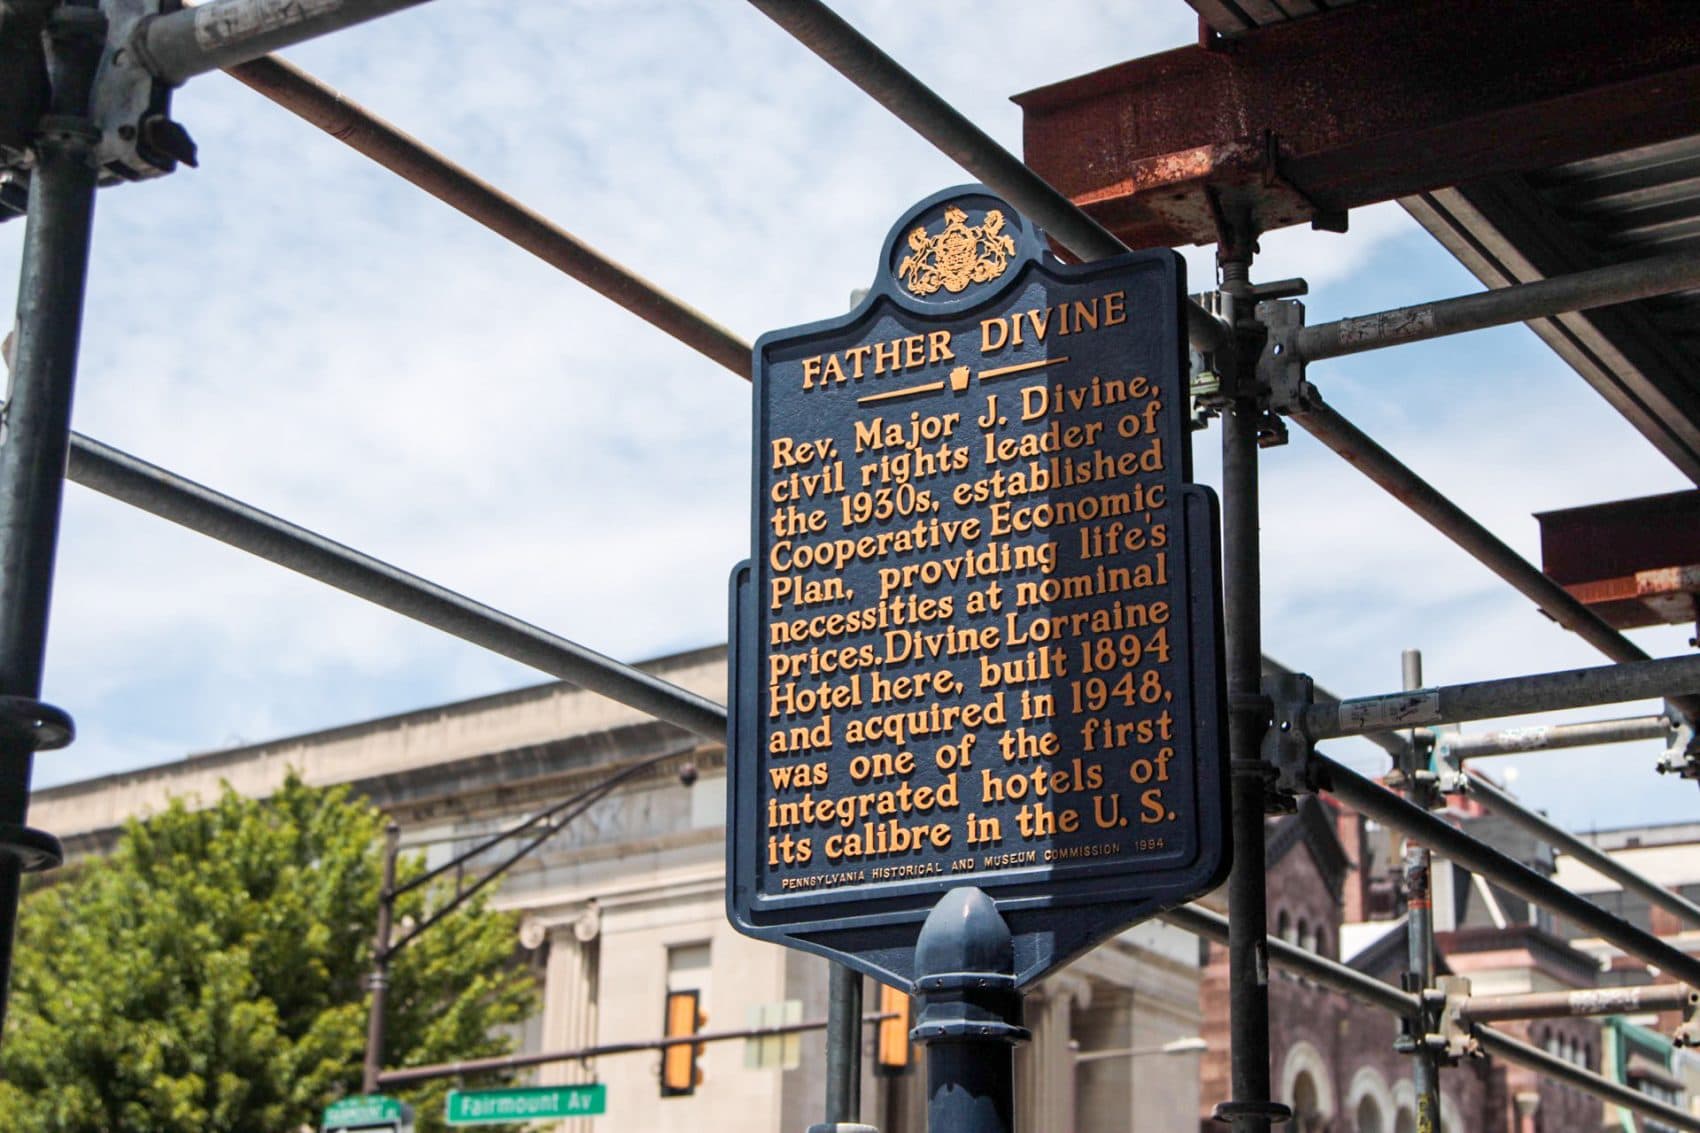 FATHER DIVINE
Rev. Major J. Divine,
civil rights leader of
the 1930s, established
Cooperative Economic
Plan, providing life's
necessities at nominal
prices. Divine Lorraine
Hotel here, built 1894
and acquired in 1948,
was one of the first
integrated hotels of
its calibre in the U. S.
PENNSYLVANIA HISTORICAL AND MUSEUM COMMISSION 1994
Fairmount Av